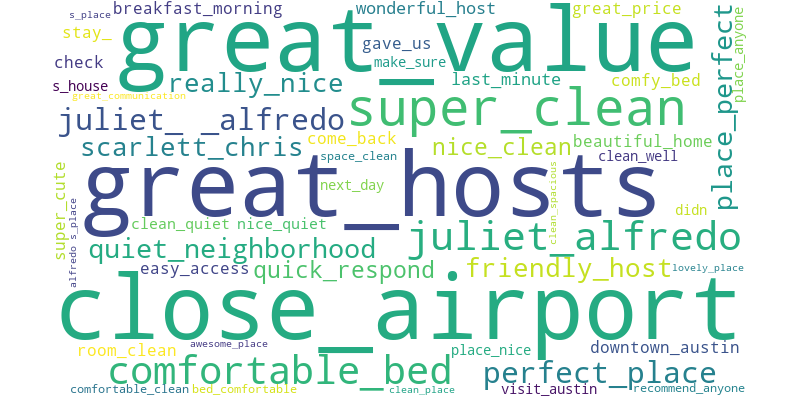 breakfast_morning
wonderful_host
great_price
s_place
stay_
great_value
gave_us
make_sure
place_perfect
place_anyone
check
s_house
really_nice
last_minute
comfy_bed
great_communication
super_clean
juliet_ _alfredo
come_back
beautiful_home
scarlett_chris
nice_clean
space_clean
clean_well
great_hosts
next_day
clean_spacious
super_cute
alfredo s_place
didn
clean_quiet
nice_quiet
juliet_alfredo
quiet_neighborhood
easy_access
quick_respond
friendly_host
lovely_place
close_airport
awesome_place
room_clean
place_nice
downtown_austin
comfortable_bed
perfect_place
comfortable_clean
bed_comfortable
clean_place
visit_austin
recommend_anyone